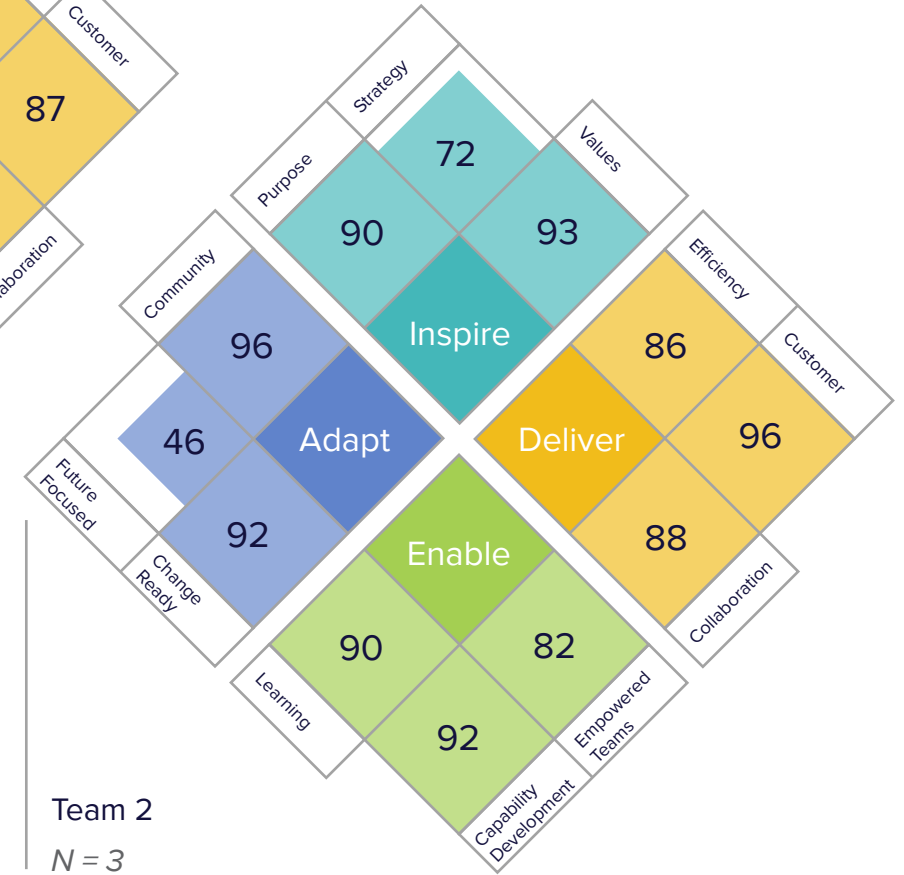 Customer
87
aboration
Strategy
Purpose
72
90
93
Values
Inspire
Community
96
46
92
Adapt
Future
Focused
Change
Ready
Efficiency
Customer
86
96
88
Deliver
Collaboration
Enable
90
82
92
Learning
Empowered
Teams
Capability
Development
Team 2
N = 3